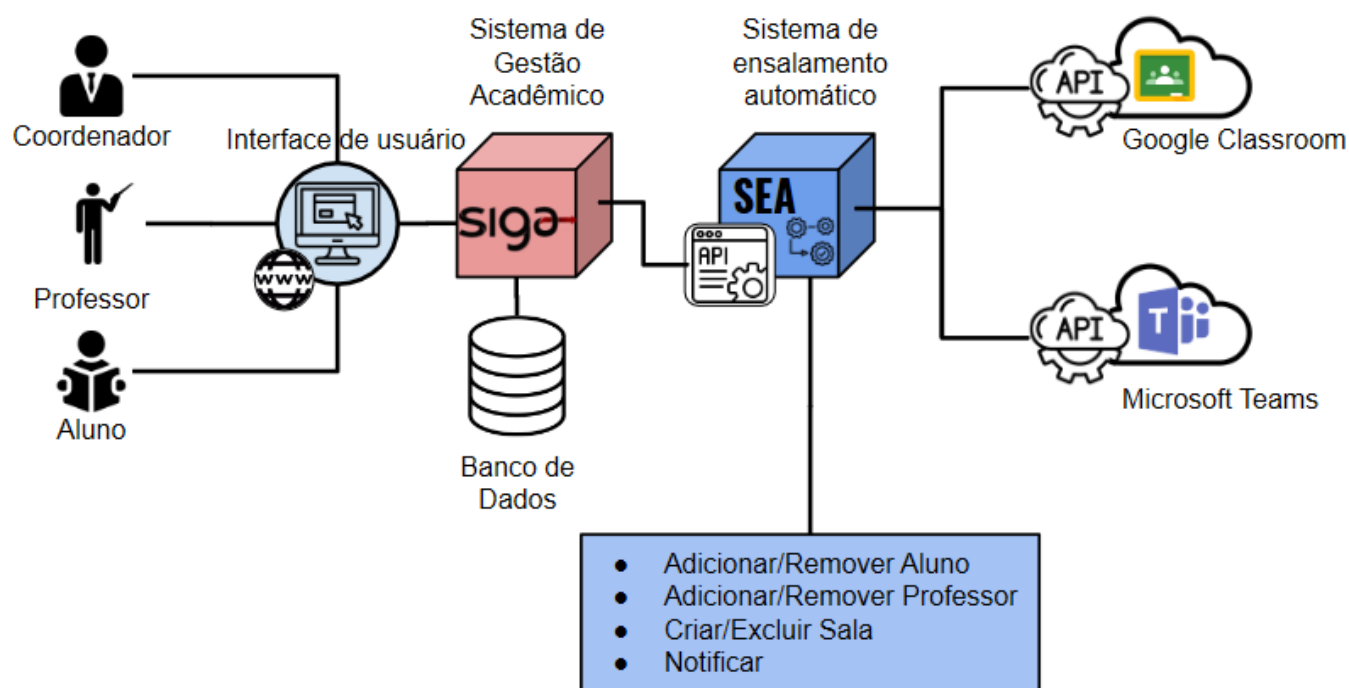 Sistema de
Gestão
Acadêmico
Sistema de
ensalamento
automático
Coordenador
Interface de usuário
Professor
Aluno
www
siga
Banco de
Dados
SEA
API
API
Google Classroom
API
T
Microsoft Teams
● Adicionar/Remover Aluno
● Adicionar/Remover Professor
● Criar/Excluir Sala
● Notificar